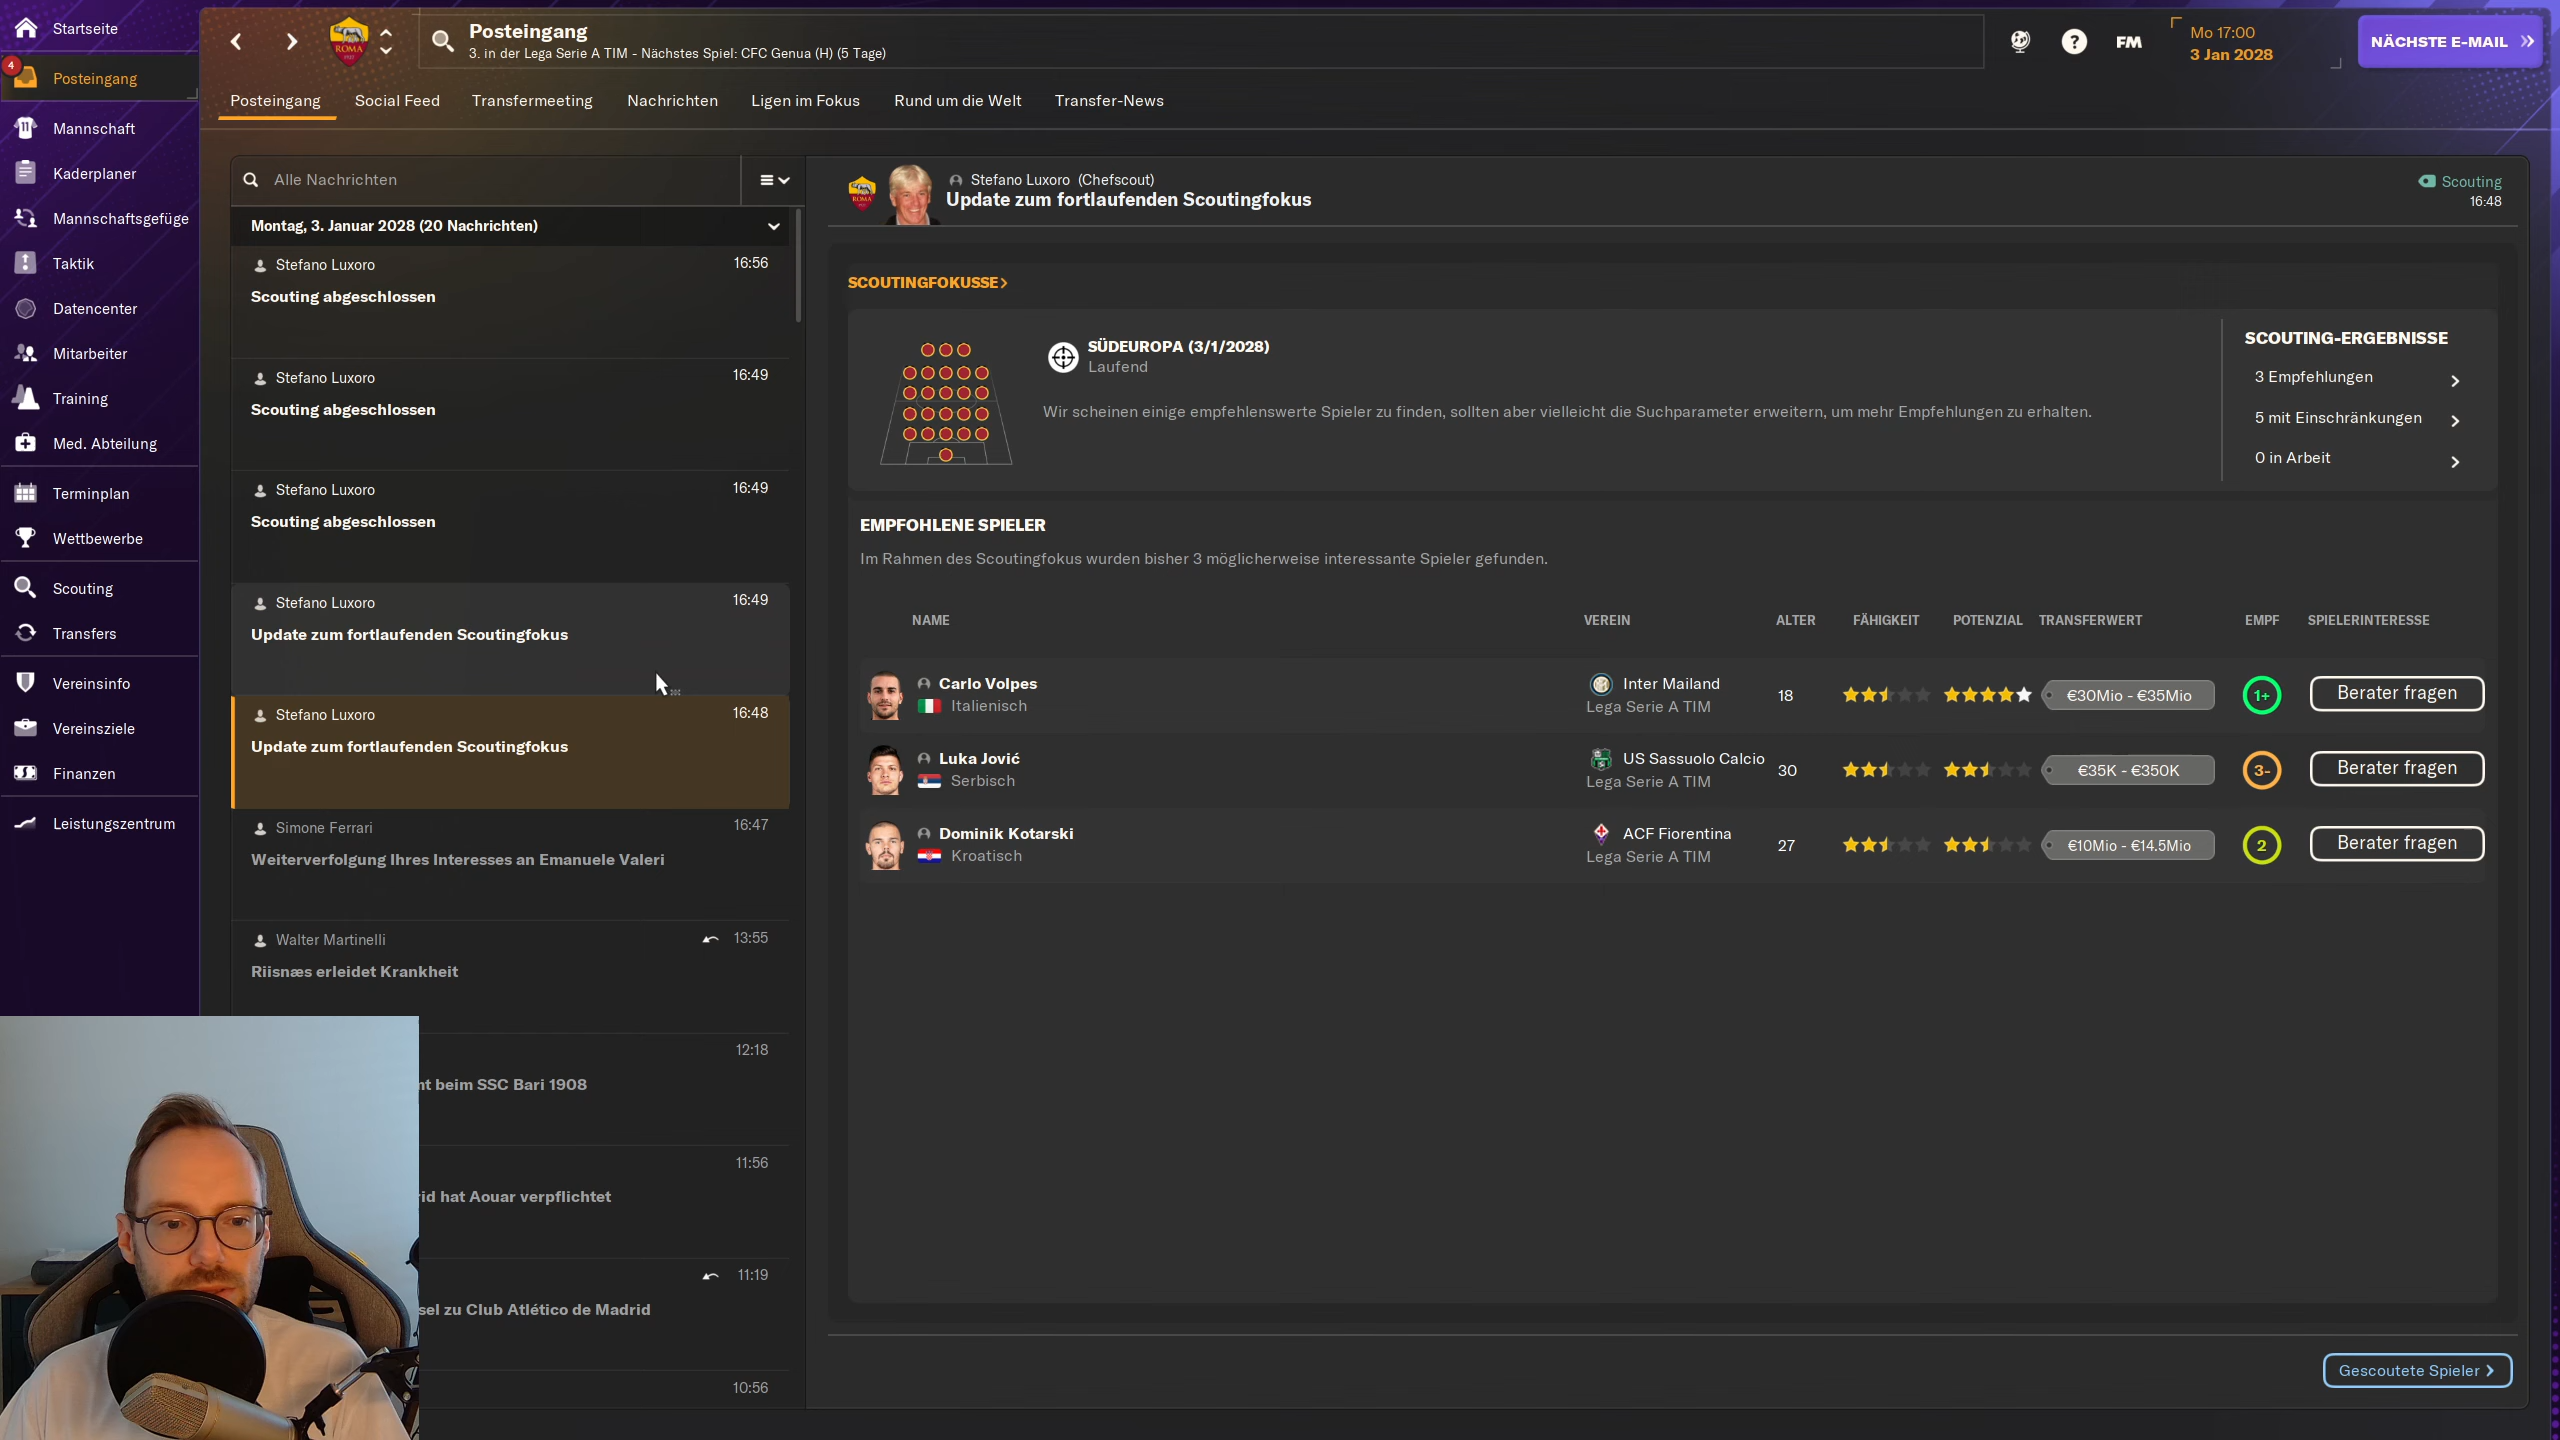 Startseite
4
Posteingang
11
Mannschaft
Kaderplaner
Mannschaftsgefüge
Taktik
Datencenter
Mitarbeiter
Training
Med. Abteilung
Terminplan
Wettbewerbe
Scouting
Transfers
Vereinsinfo
Vereinsziele
Finanzen
Leistungszentrum
ROMA
Posteingang
3. in der Lega Serie A TIM - Nächstes Spiel: CFC Genua (H) (5 Tage)
?
FM
Mo 17:00
3 Jan 2028
NÄCHSTE E-MAIL
Posteingang
Social Feed
Transfermeeting
Nachrichten
Ligen im Fokus
Rund um die Welt
Transfer-News
Alle Nachrichten
Montag, 3. Januar 2028 (20 Nachrichten)
Stefano Luxoro 16:56
Scouting abgeschlossen
Stefano Luxoro 16:49
Scouting abgeschlossen
Stefano Luxoro 16:49
Scouting abgeschlossen
Stefano Luxoro 16:49
Update zum fortlaufenden Scoutingfokus
Stefano Luxoro 16:48
Update zum fortlaufenden Scoutingfokus
Simone Ferrari 16:47
Weiterverfolgung Ihres Interesses an Emanuele Valeri
Walter Martinelli 13:55
Riisnæs erleidet Krankheit
12:18
nt beim SSC Bari 1908
11:56
rid hat Aouar verpflichtet
11:19
sel zu Club Atlético de Madrid
10:56
Stefano Luxoro (Chefscout)
Update zum fortlaufenden Scoutingfokus
Scouting
16:48
SCOUTINGFOKUSSE
SÜDEUROPA (3/1/2028)
Laufend
Wir scheinen einige empfehlenswerte Spieler zu finden, sollten aber vielleicht die Suchparameter erweitern, um mehr Empfehlungen zu erhalten.
SCOUTING-ERGEBNISSE
3 Empfehlungen
5 mit Einschränkungen
0 in Arbeit
EMPFOHLENE SPIELER
Im Rahmen des Scoutingfokus wurden bisher 3 möglicherweise interessante Spieler gefunden.
NAME VEREIN ALTER FÄHIGKEIT POTENZIAL TRANSFERWERT EMPF SPIELERINTERESSE
Carlo Volpes Inter Mailand 18 €30Mio - €35Mio 1+ Berater fragen
Italienisch Lega Serie A TIM
Luka Jović US Sassuolo Calcio 30 €35K - €350K 3- Berater fragen
Serbisch Lega Serie A TIM
Dominik Kotarski ACF Fiorentina 27 €10Mio - €14.5Mio 2 Berater fragen
Kroatisch Lega Serie A TIM
Gescoutete Spieler